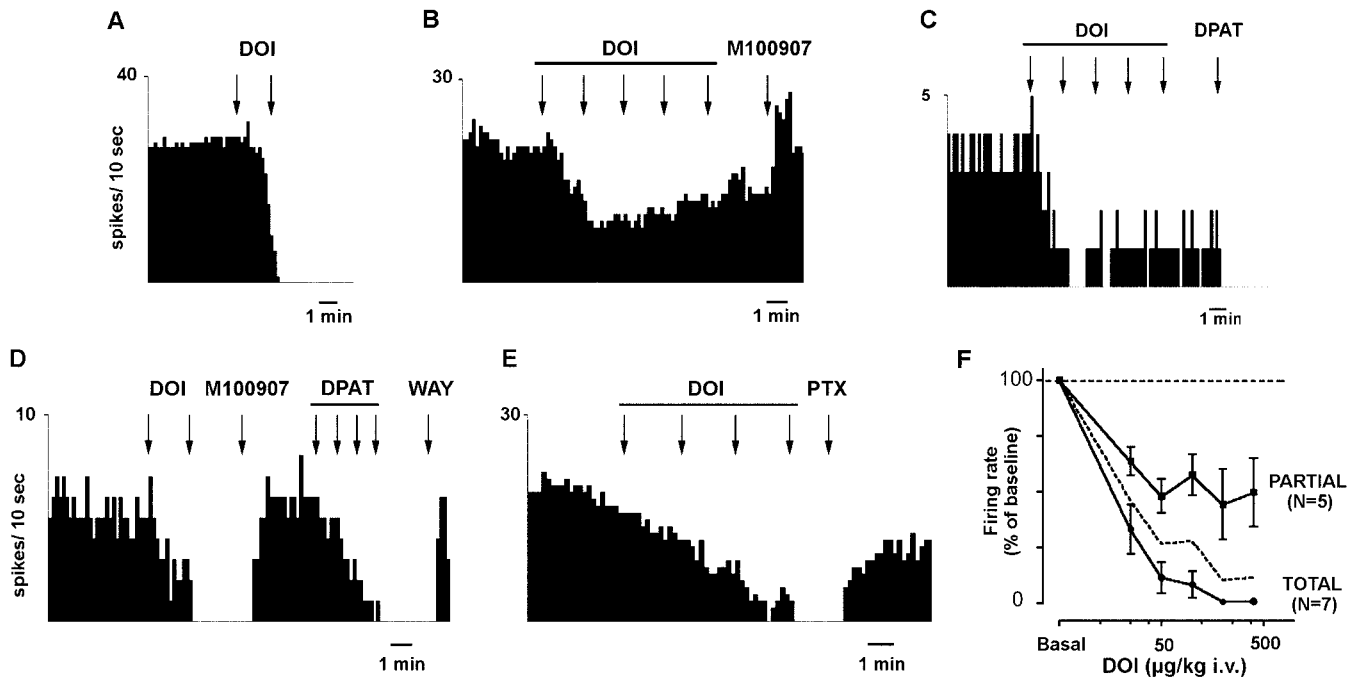 A
DOI
40
spikes/ 10 sec
1 min
B
DOI
M100907
30
1 min
C
DOI
DPAT
5
1 min
D
DOI M100907 DPAT WAY
10
spikes/ 10 sec
1 min
E
DOI
PTX
30
1 min
F
100
Firing rate
(% of baseline)
0
PARTIAL
(N=5)
TOTAL
(N=7)
Basal 50 500
DOI (µg/kg i.v.)